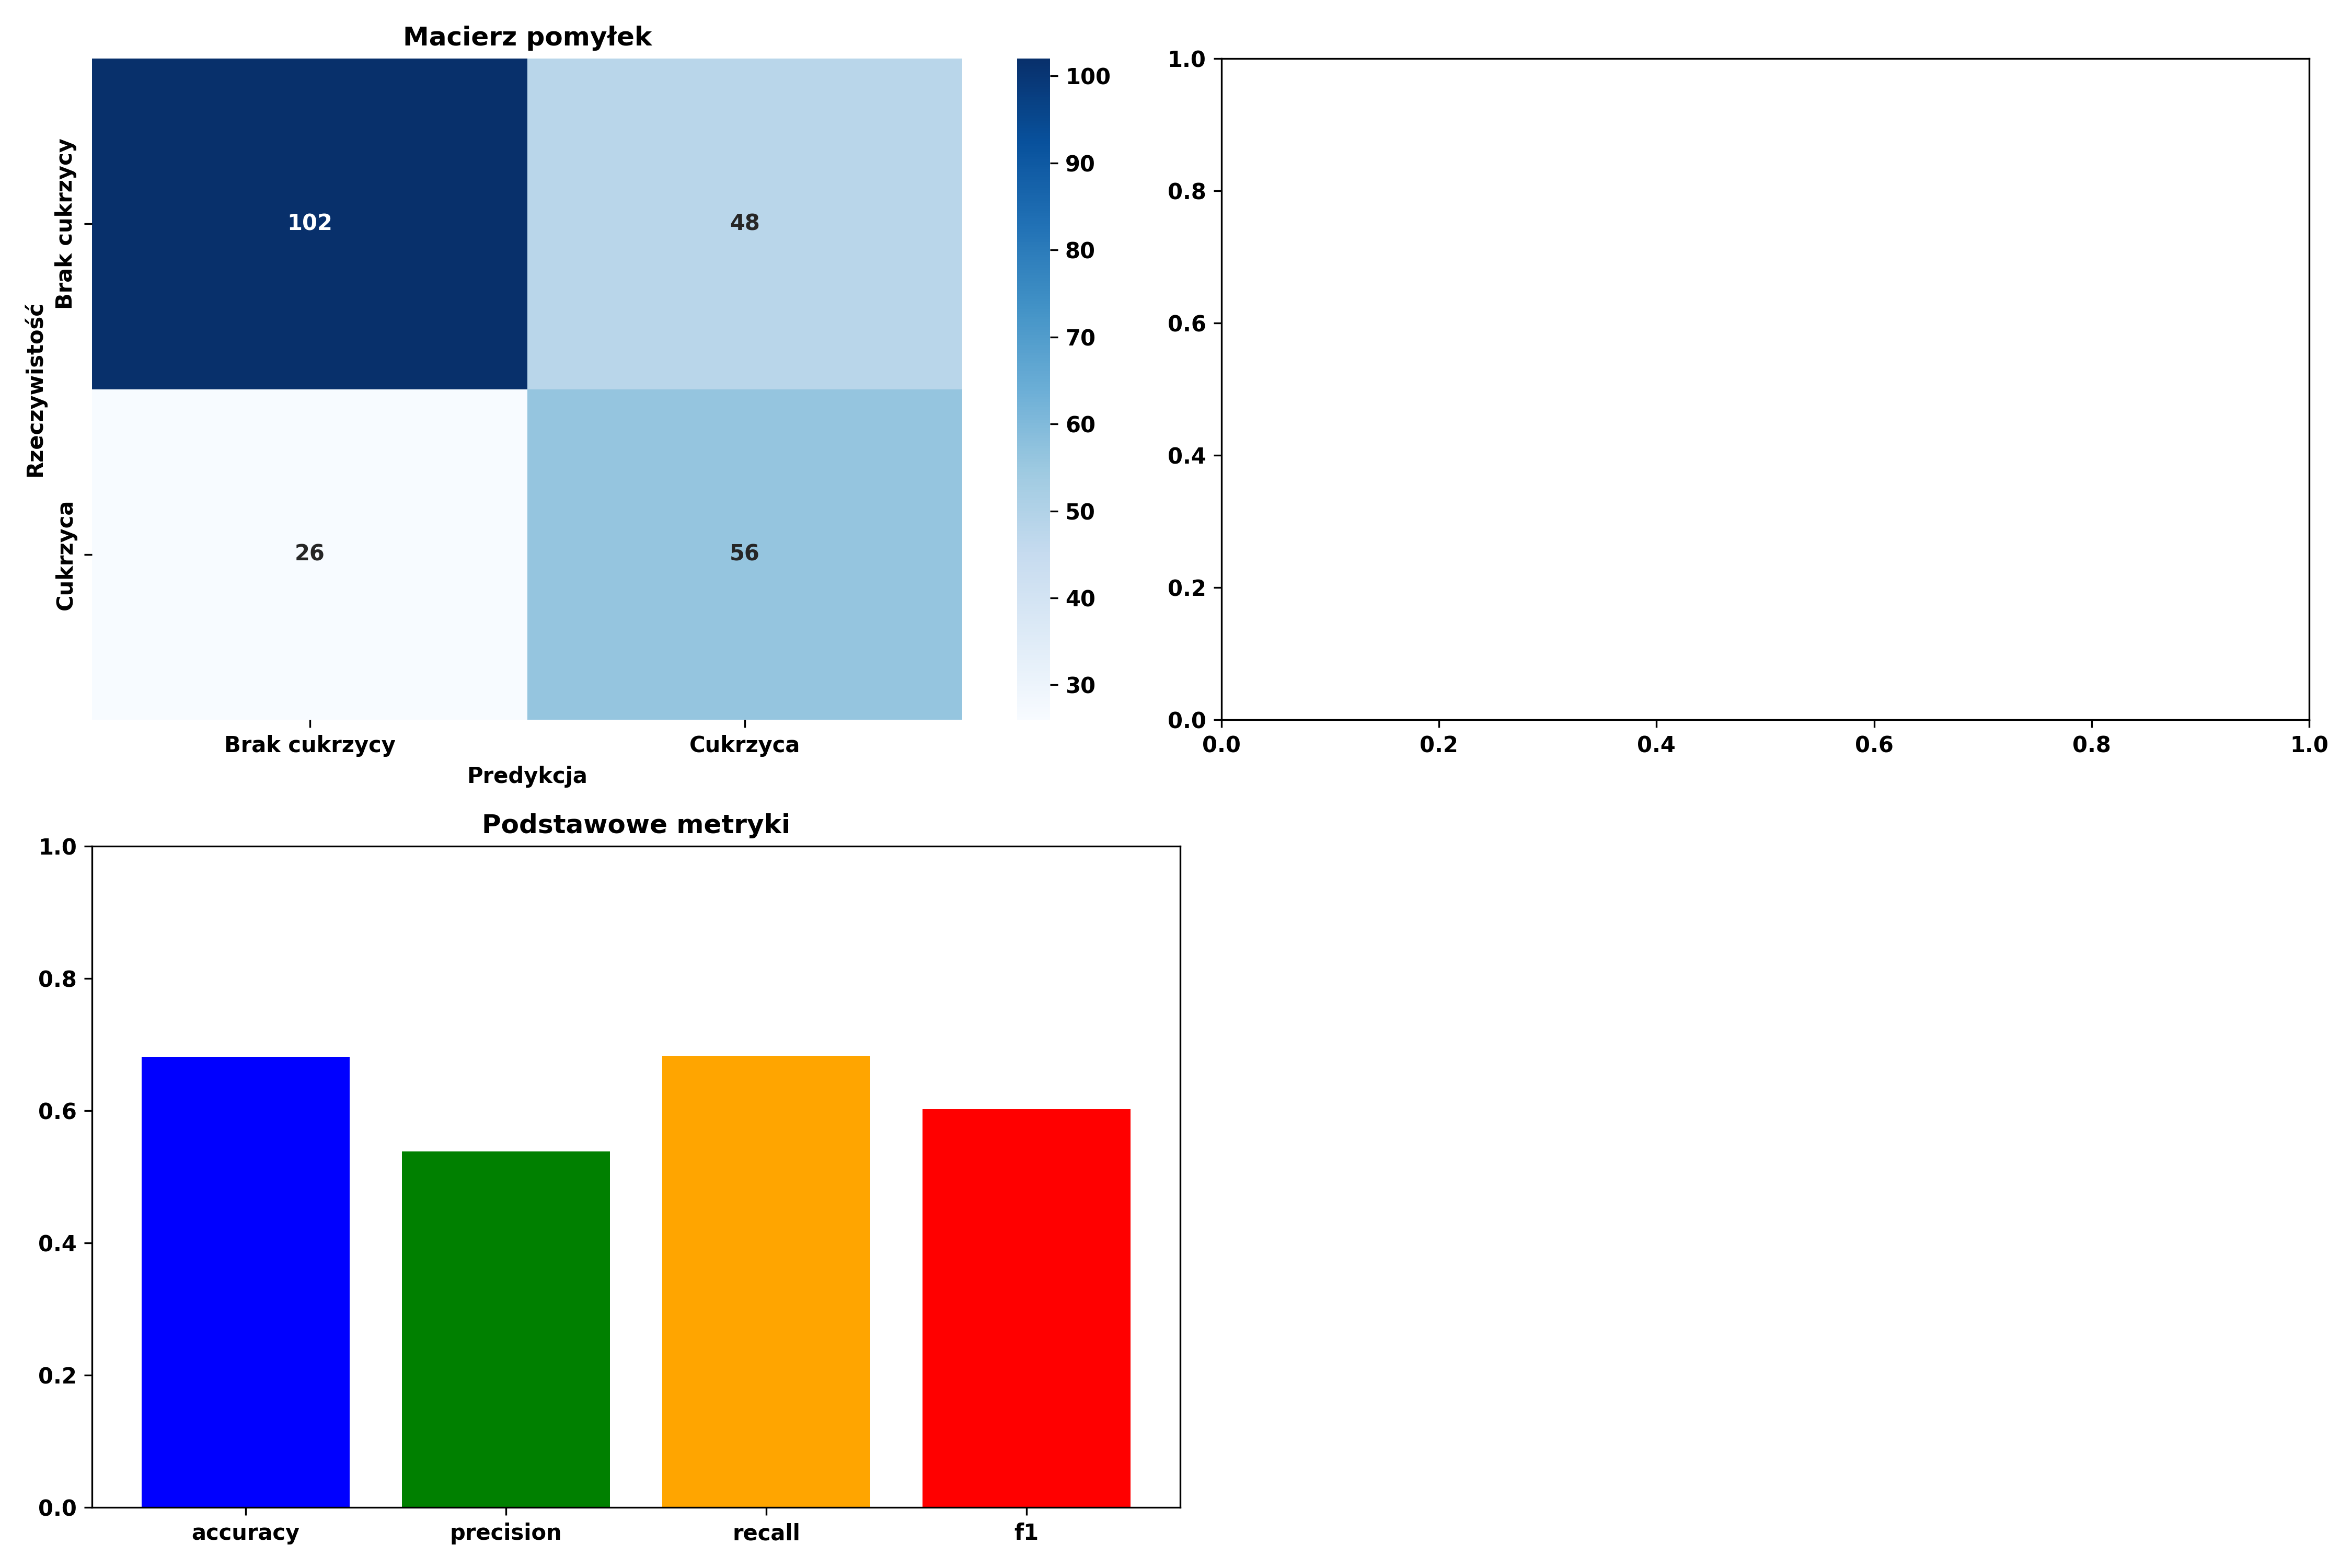 Macierz pomyłek
Rzeczywistość
Brak cukrzycy
Cukrzyca
102
48
26
56
Brak cukrzycy
Cukrzyca
Predykcja
100
90
80
70
60
50
40
30
1.0
0.8
0.6
0.4
0.2
0.0
0.0
0.2
0.4
0.6
0.8
1.0
Podstawowe metryki
1.0
0.8
0.6
0.4
0.2
0.0
accuracy
precision
recall
f1